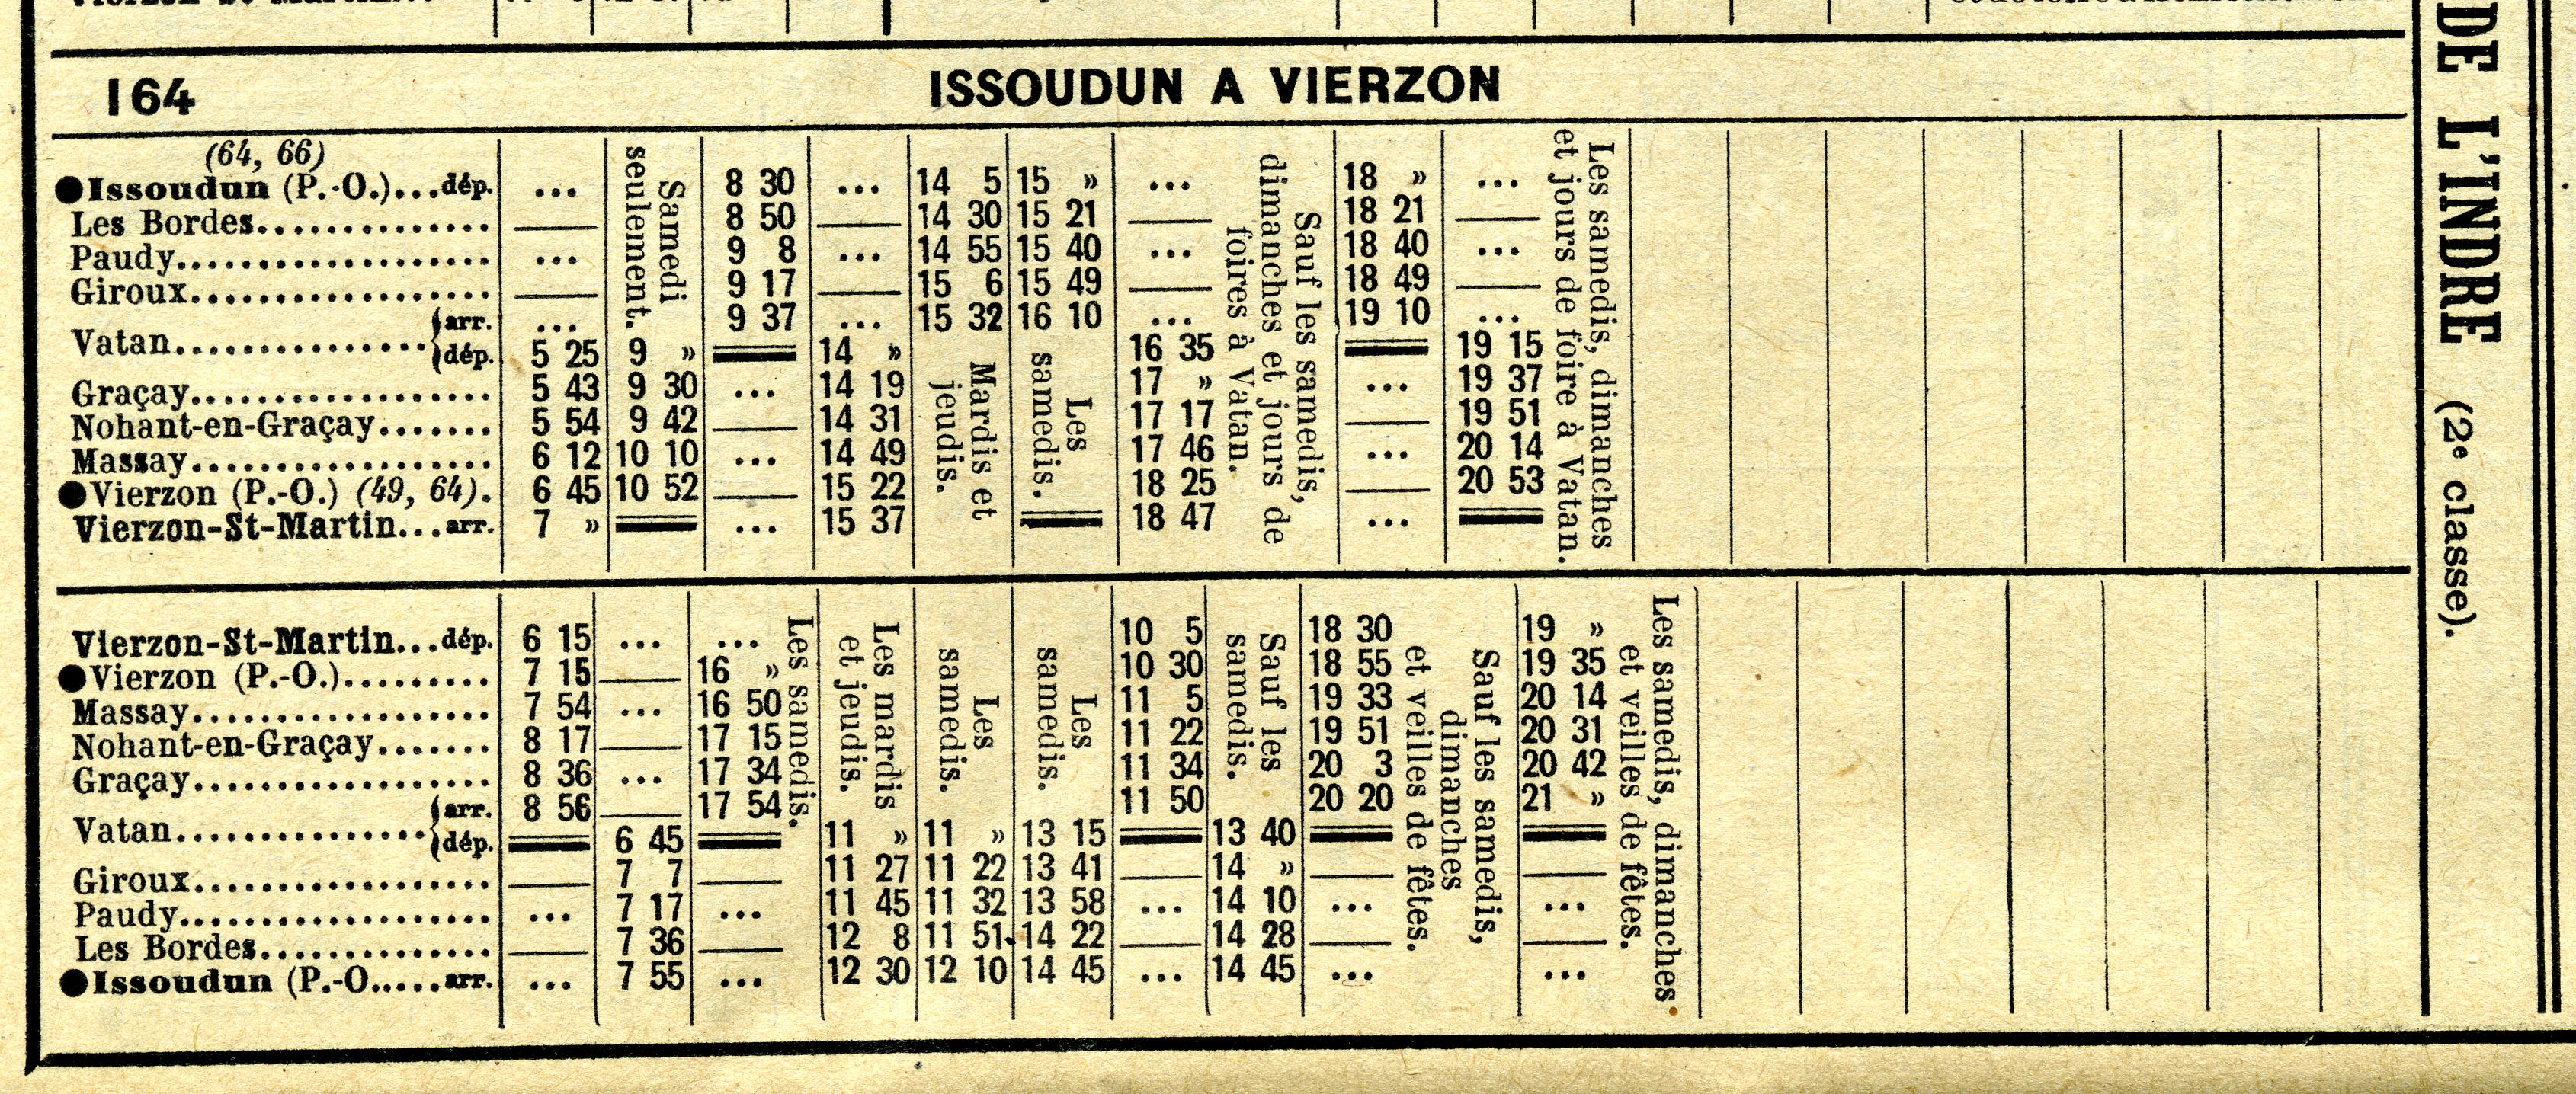 164 ISSOUDUN A VIERZON
(64, 66)
●Issoudun (P.-O.)...dép. ... 8 30 ... 14 5 15 » ... 18 » ...
Les Bordes.............. —— 8 50 —— 14 30 15 21 —— 18 21 ——
Paudy................... ... 9 8 ... 14 55 15 40 ... 18 40 ...
Giroux.................. —— 9 17 —— 15 6 15 49 —— 18 49 ——
Vatan...............{arr. ... 9 37 ... 15 32 16 10 ... 19 10 ...
{dép. 5 25 9 » 14 » 16 35 19 15
Graçay.................. 5 43 9 30 ... 14 19 17 » ... 19 37
Nohant-en-Graçay....... 5 54 9 42 —— 14 31 17 17 —— 19 51
Massay.................. 6 12 10 10 ... 14 49 17 46 ... 20 14
●Vierzon (P.-O.) (49, 64). 6 45 10 52 —— 15 22 18 25 —— 20 53
Vierzon-St-Martin...arr. 7 » ... 15 37 18 47 ...
Samedi
seulement.
Mardis et
jeudis.
Les
samedis.
Sauf les samedis,
dimanches et jours de
foires à Vatan.
Les samedis, dimanches
et jours de foire à Vatan.
Vierzon-St-Martin...dép. 6 15 ... ... 10 5 18 30 19 »
●Vierzon (P.-O.)......... 7 15 —— 16 » 10 30 18 55 19 35
Massay.................. 7 54 ... 16 50 11 5 19 33 20 14
Nohant-en-Graçay....... 8 17 —— 17 15 11 22 19 51 20 31
Graçay.................. 8 36 ... 17 34 11 34 20 3 20 42
Vatan...............{arr. 8 56 —— 17 54 11 50 20 20 21 »
{dép. 6 45 11 » 11 » 13 15 13 40
Giroux.................. —— 7 7 —— 11 27 11 22 13 41 —— 14 » —— ——
Paudy................... ... 7 17 ... 11 45 11 32 13 58 ... 14 10 ... ...
Les Bordes.............. —— 7 36 —— 12 8 11 51 14 22 —— 14 28 —— ——
●Issoudun (P.-O.....arr. ... 7 55 ... 12 30 12 10 14 45 ... 14 45 ... ...
Les samedis.
Les mardis
et jeudis.
Les
samedis.
Les
samedis.
Sauf les
samedis.
Sauf les samedis,
dimanches
et veilles de fêtes.
Les samedis, dimanches
et veilles de fêtes.
DE L'INDRE (2e classe).